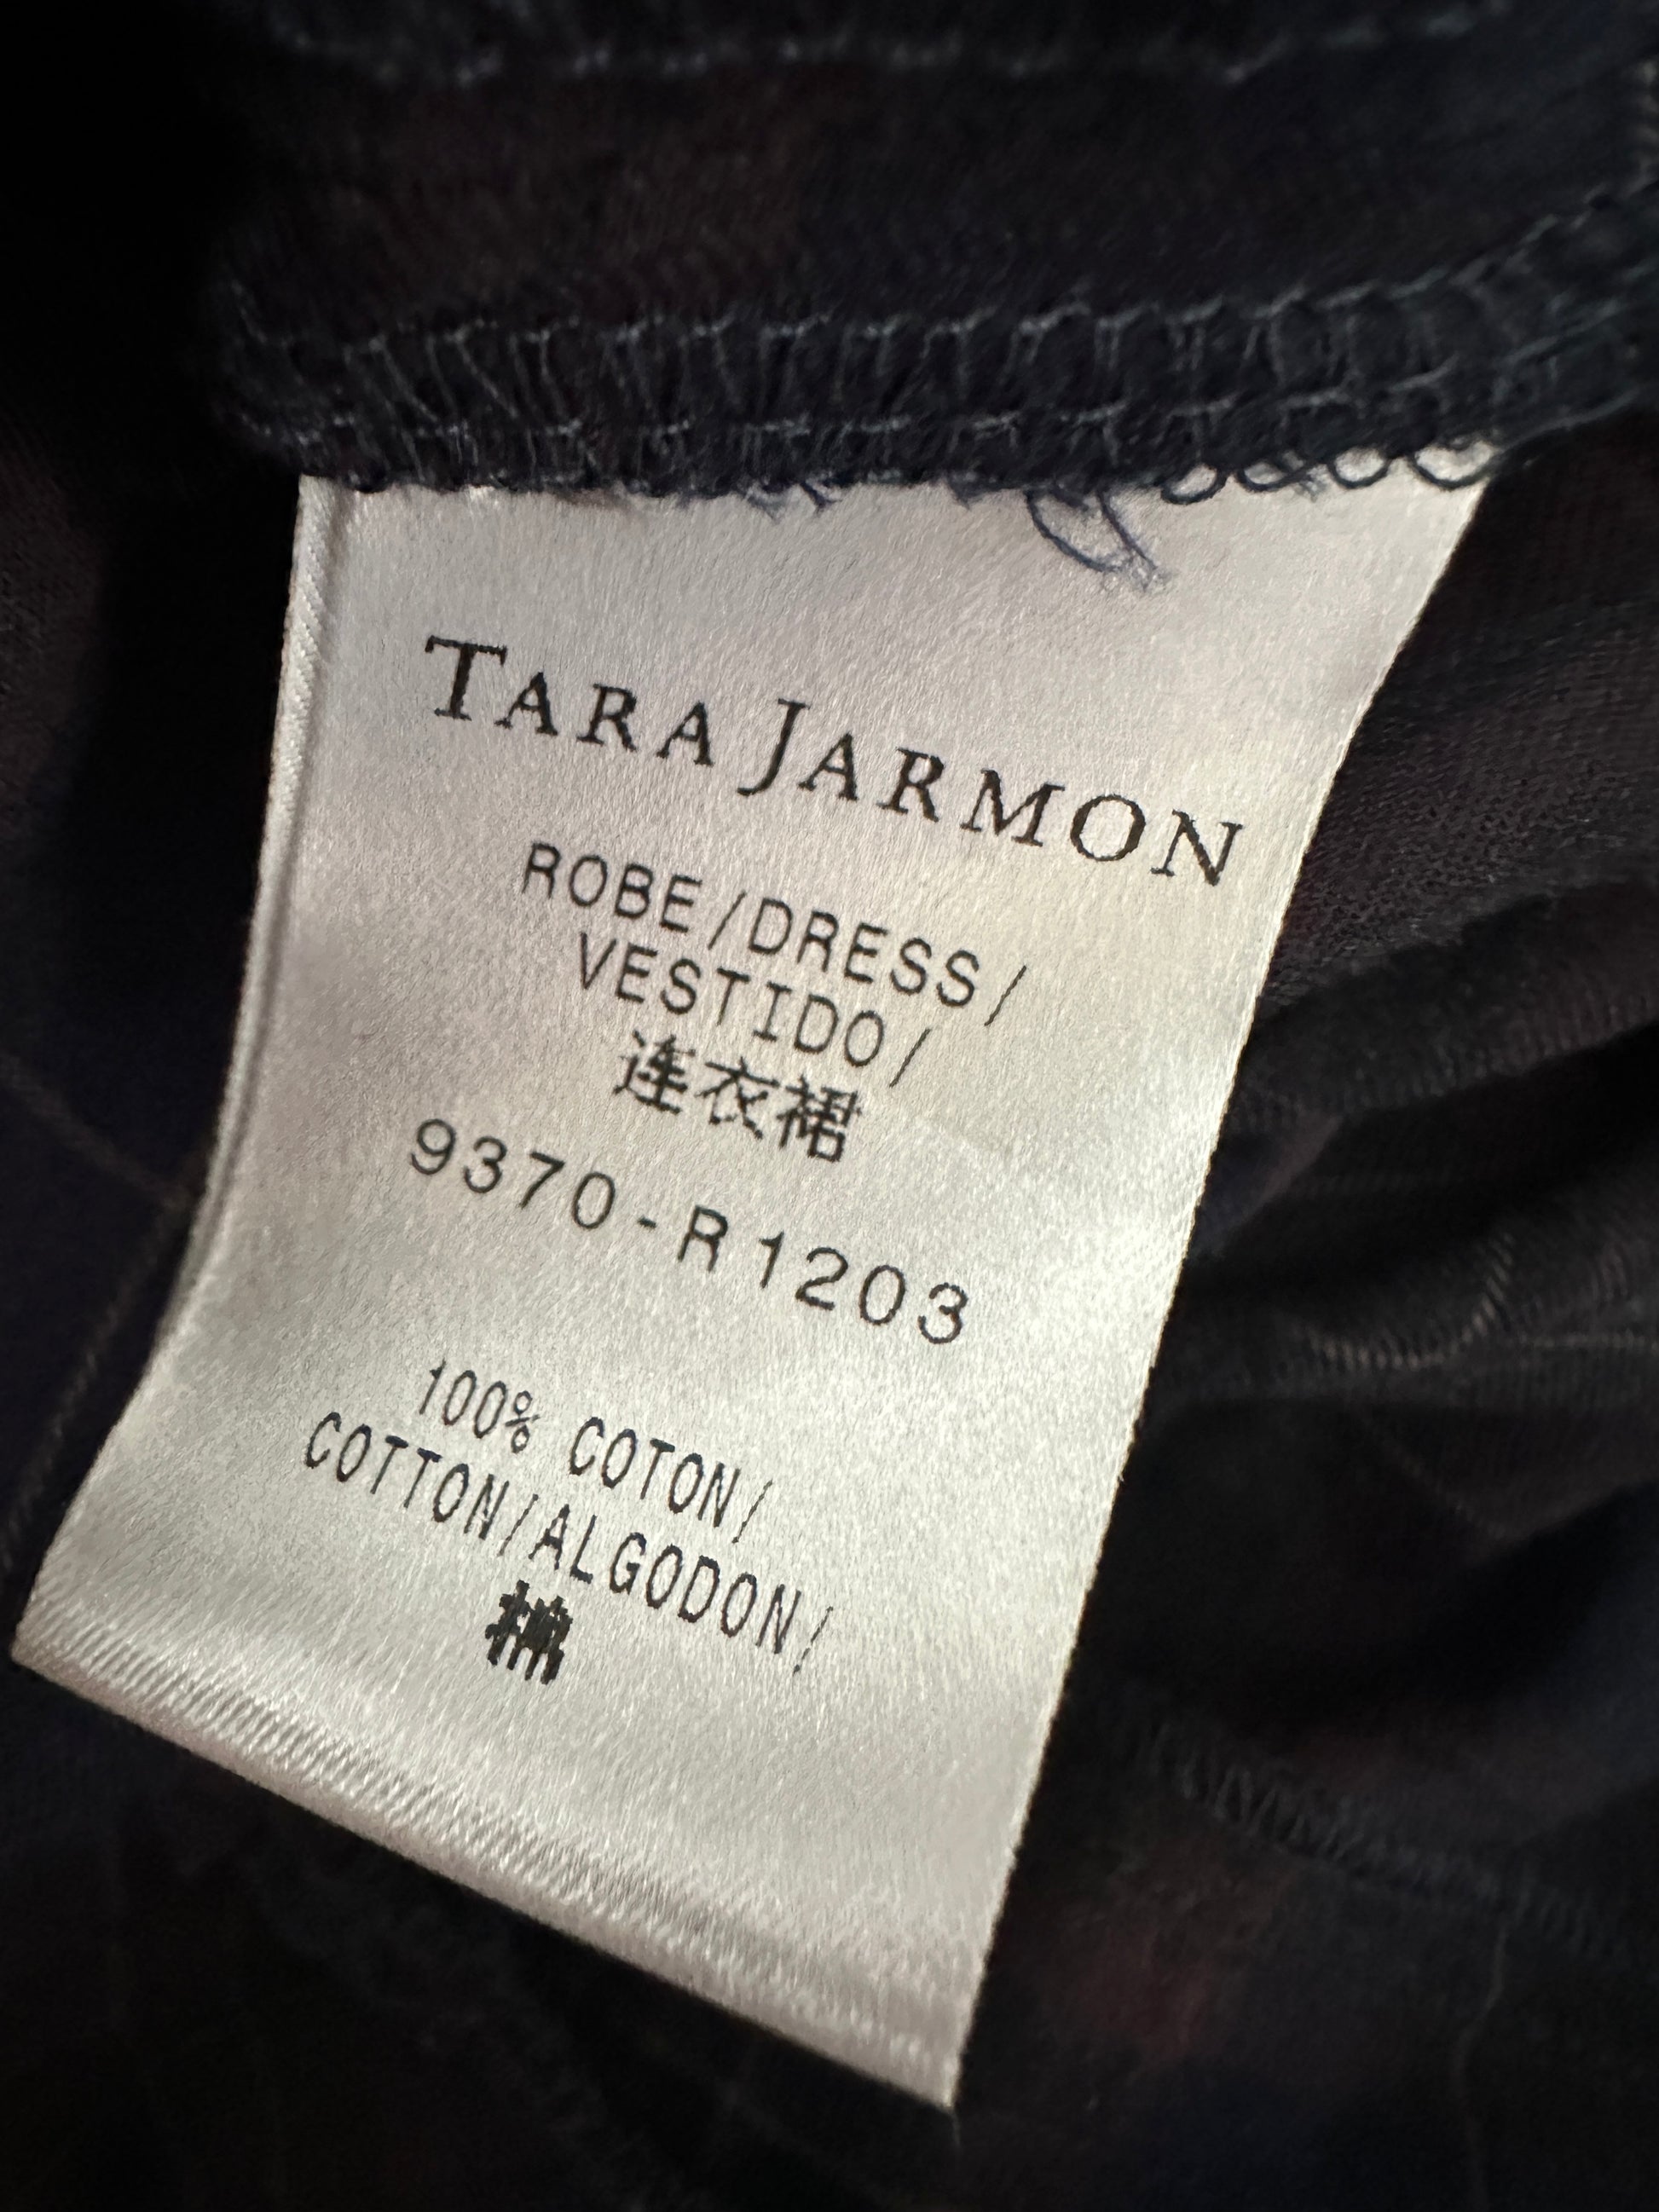 TARA JARMON
ROBE/DRESS/
VESTIDO/
连衣裙
9370-R1203
100% COTON/
COTTON/ALGODON/
棉